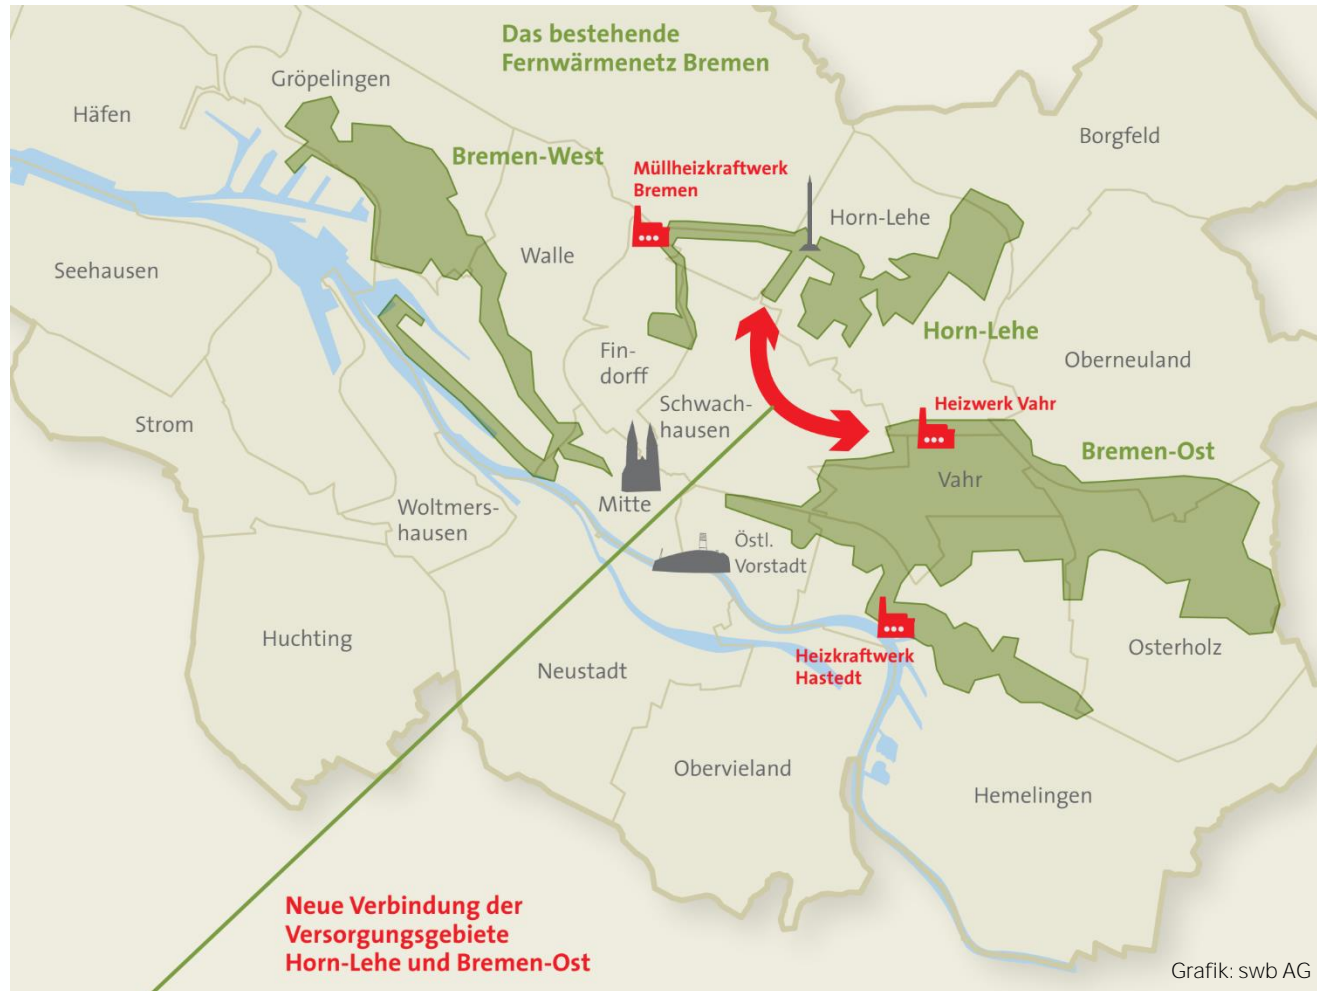 Das bestehende
Fernwärmenetz Bremen
Gröpelingen
Häfen
Borgfeld
Bremen-West
Müllheizkraftwerk
Bremen
Horn-Lehe
Walle
Seehausen
Horn-Lehe
Fin-
dorff
Oberneuland
Schwach-
hausen
Heizwerk Vahr
Strom
Bremen-Ost
Vahr
Mitte
Woltmers-
hausen
Östl.
Vorstadt
Huchting
Neustadt
Heizkraftwerk
Hastedt
Osterholz
Obervieland
Hemelingen
Neue Verbindung der
Versorgungsgebiete
Horn-Lehe und Bremen-Ost
Grafik: swb AG